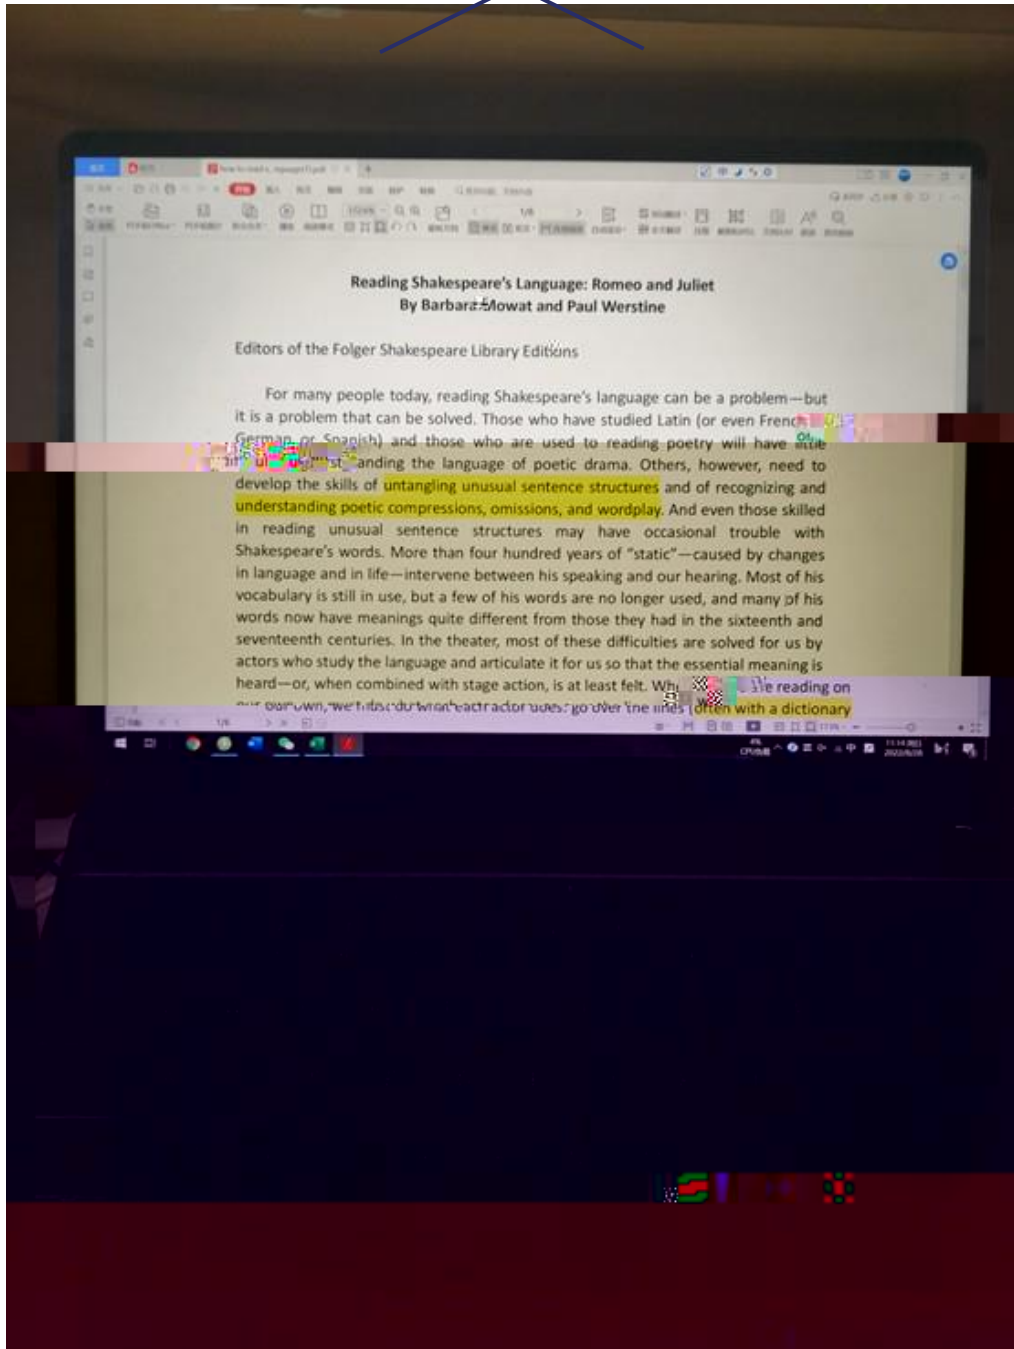 1/6
Reading Shakespeare's Language: Romeo and Juliet
By Barbara Mowat and Paul Werstine
Editors of the Folger Shakespeare Library Editions
For many people today, reading Shakespeare's language can be a problem—but
it is a problem that can be solved. Those who have studied Latin (or even French
German or Spanish) and those who are used to reading poetry will have little
anding the language of poetic drama. Others, however, need to
develop the skills of untangling unusual sentence structures and of recognizing and
understanding poetic compressions, omissions, and wordplay. And even those skilled
in reading unusual sentence structures may have occasional trouble with
Shakespeare's words. More than four hundred years of "static"—caused by changes
in language and in life—intervene between his speaking and our hearing. Most of his
vocabulary is still in use, but a few of his words are no longer used, and many of his
words now have meanings quite different from those they had in the sixteenth and
seventeenth centuries. In the theater, most of these difficulties are solved for us by
actors who study the language and articulate it for us so that the essential meaning is
heard—or, when combined with stage action, is at least felt. reading on
go over the lines (often with a dictionary
1/6